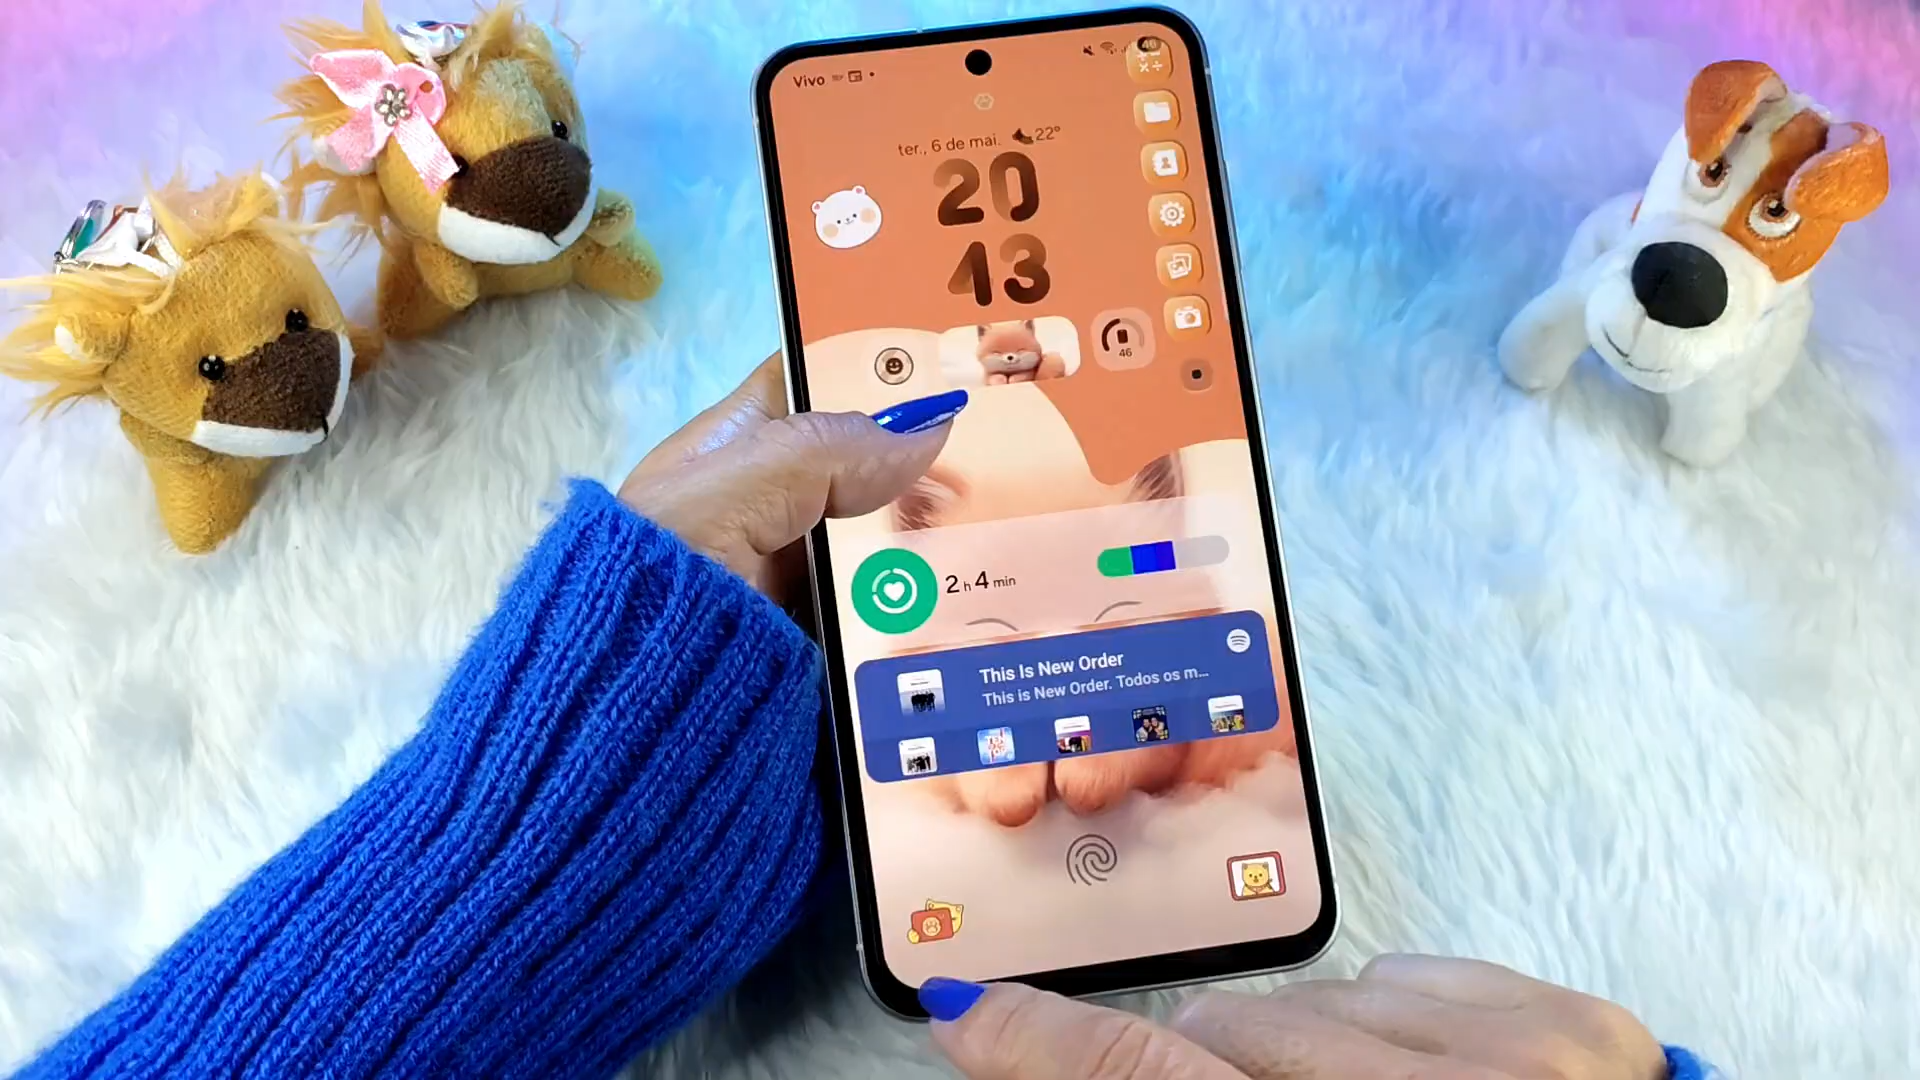 Vivo
46
ter., 6 de mai. 22°
20
43
46
2 h 4 min
This Is New Order
This is New Order. Todos os m...